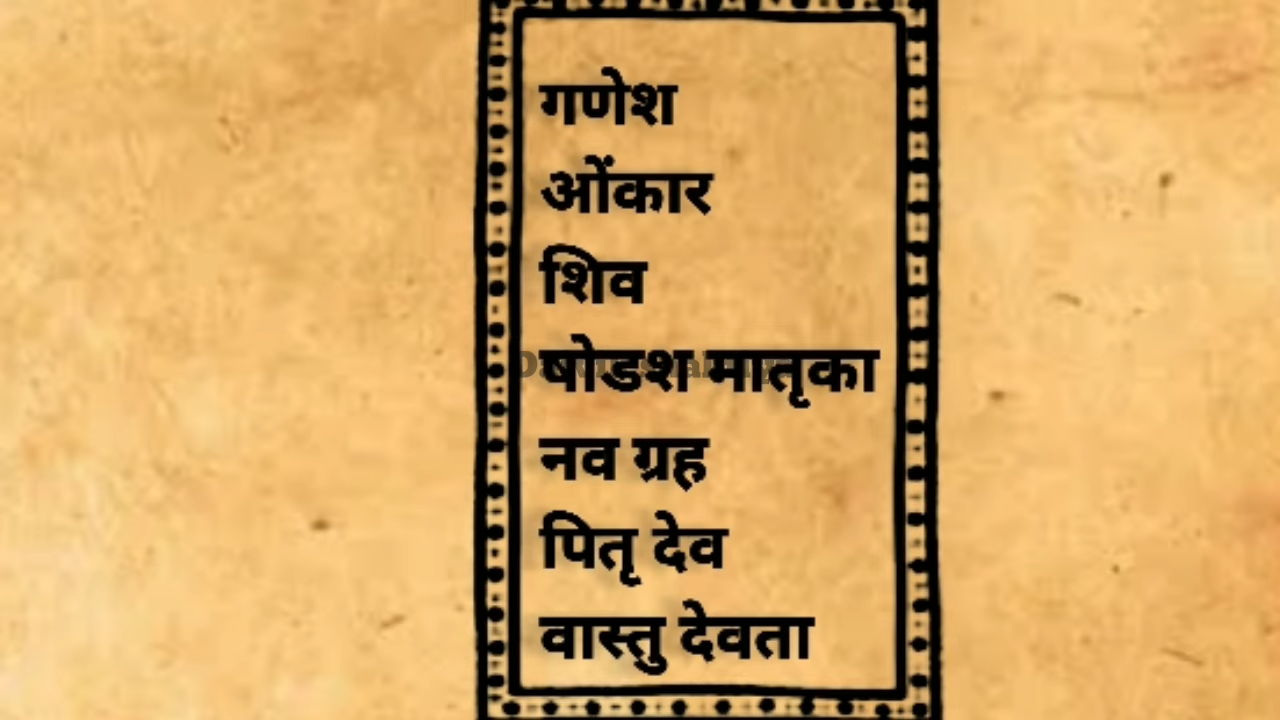 गणेश
ओंकार
शिव
षोडश मातृका
नव ग्रह
पितृ देव
वास्तु देवता